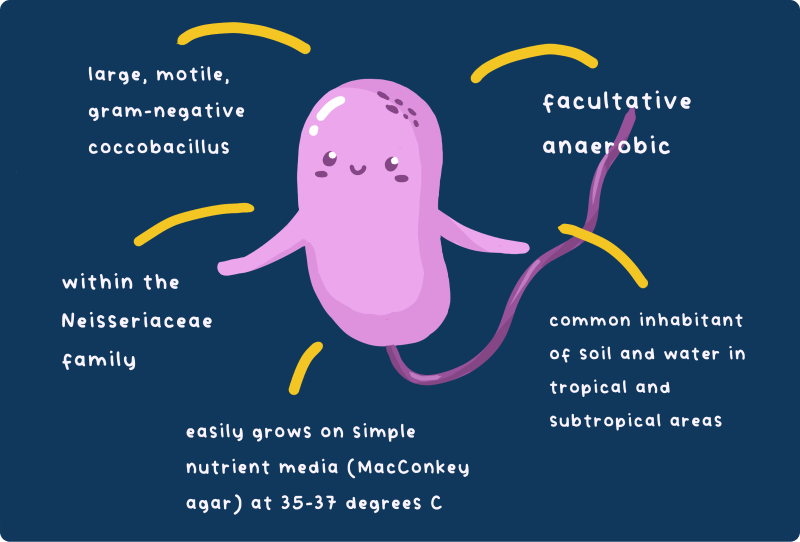 large, motile,
gram-negative
coccobacillus
facultative
anaerobic
within the
Neisseriaceae
family
common inhabitant
of soil and water in
tropical and
subtropical areas
easily grows on simple
nutrient media (MacConkey
agar) at 35-37 degrees C